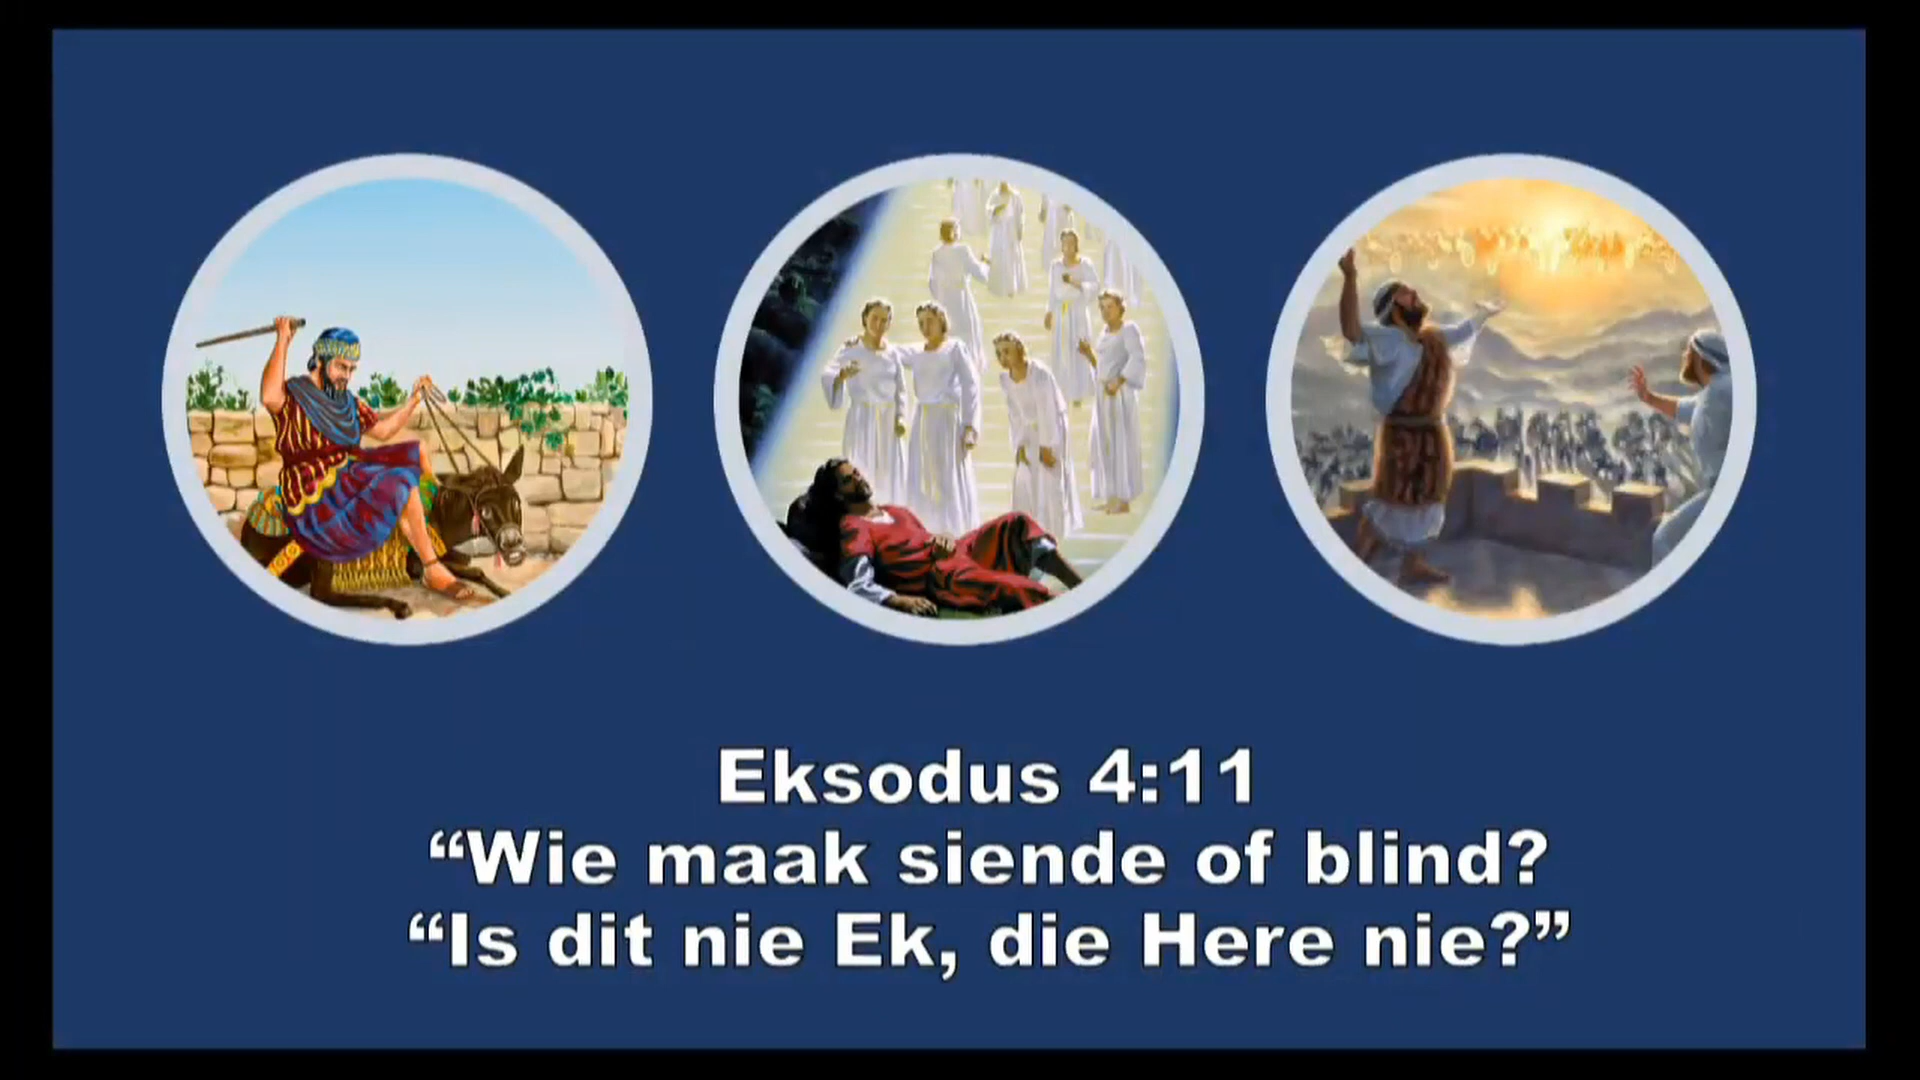 Eksodus 4:11
“Wie maak siende of blind?
“Is dit nie Ek, die Here nie?”